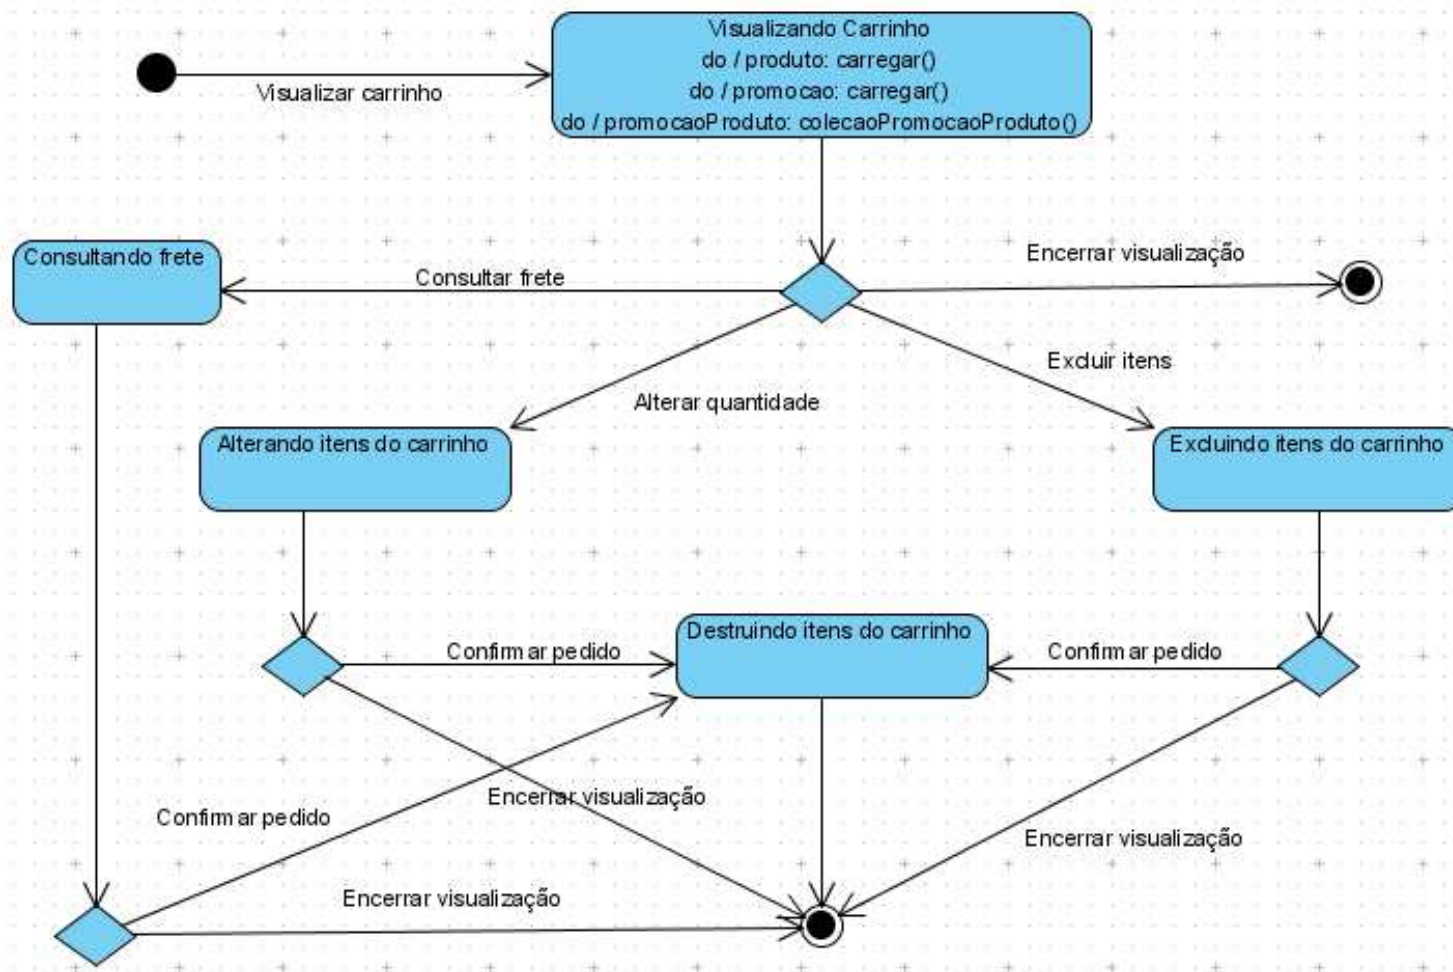 Visualizando Carrinho
do / produto: carregar()
do / promocao: carregar()
do / promocaoProduto: colecaoPromocaoProduto()
Visualizar carrinho
Consultando frete
Consultar frete
Encerrar visualização
Excluir itens
Alterar quantidade
Alterando itens do carrinho
Excluindo itens do carrinho
Destruindo itens do carrinho
Confirmar pedido
Confirmar pedido
Encerrar visualização
Confirmar pedido
Encerrar visualização
Encerrar visualização